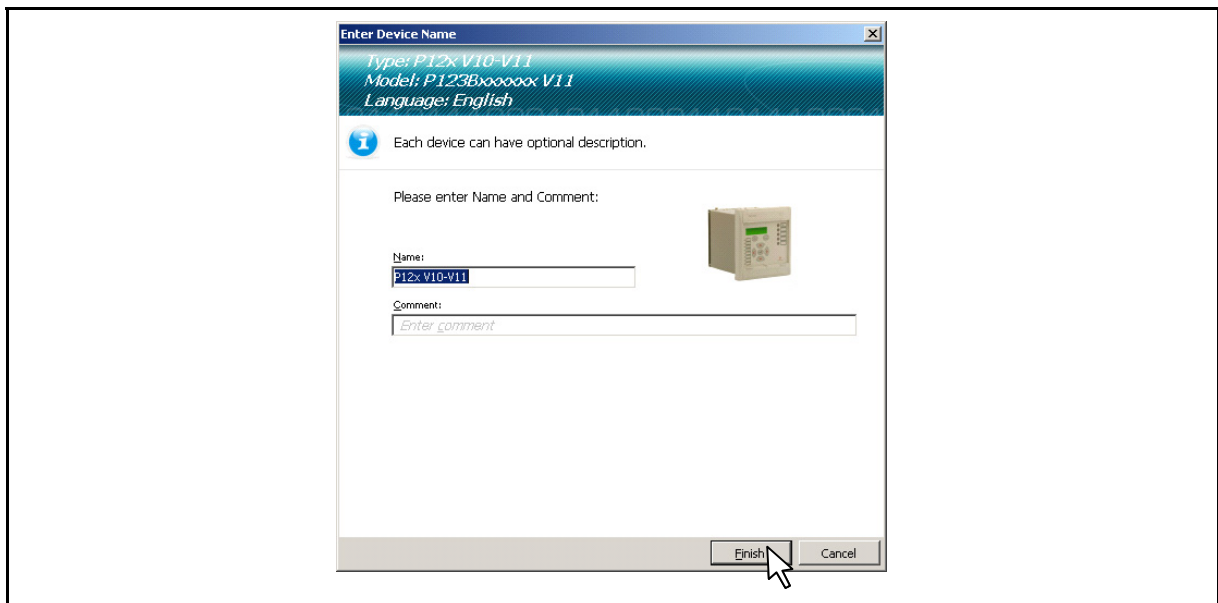 Enter Device Name
Type: P12x V10-V11
Model: P123Bxxxxxx V11
Language: English
Each device can have optional description.
Please enter Name and Comment:
Name:
P12x V10-V11
Comment:
Enter comment
Finish Cancel